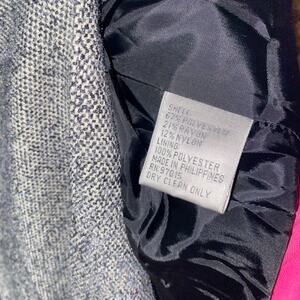 SHELL
67% POLYESTER
21% RAYON
12% NYLON
LINING
100% POLYESTER
MADE IN PHILIPPINES
RN:97015
DRY CLEAN ONLY